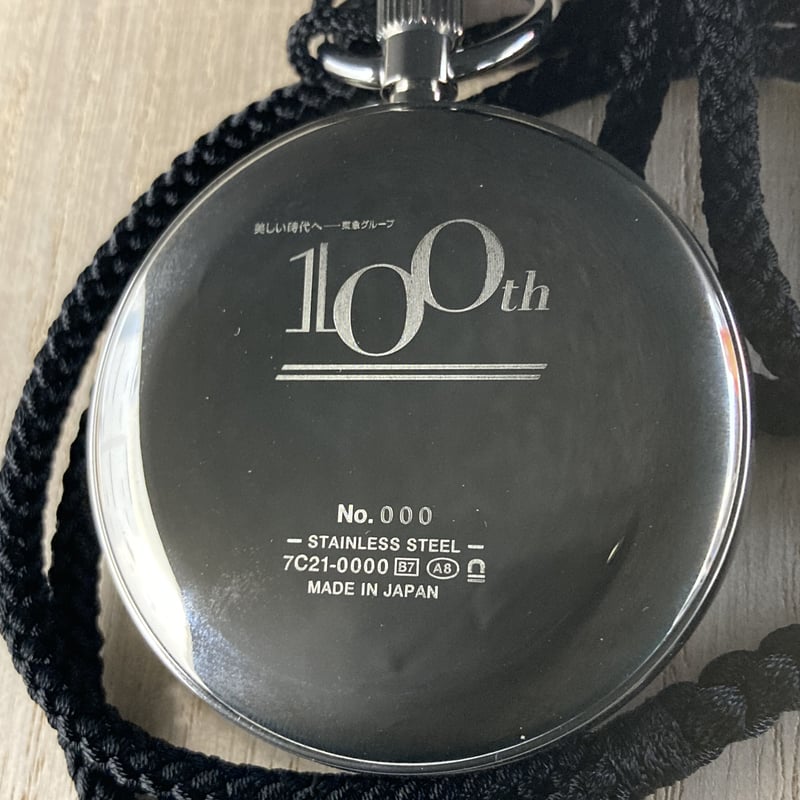 美しい時代へ―東急グループ
100th
No. 000
— STAINLESS STEEL —
7C21-0000 B7 A8
MADE IN JAPAN